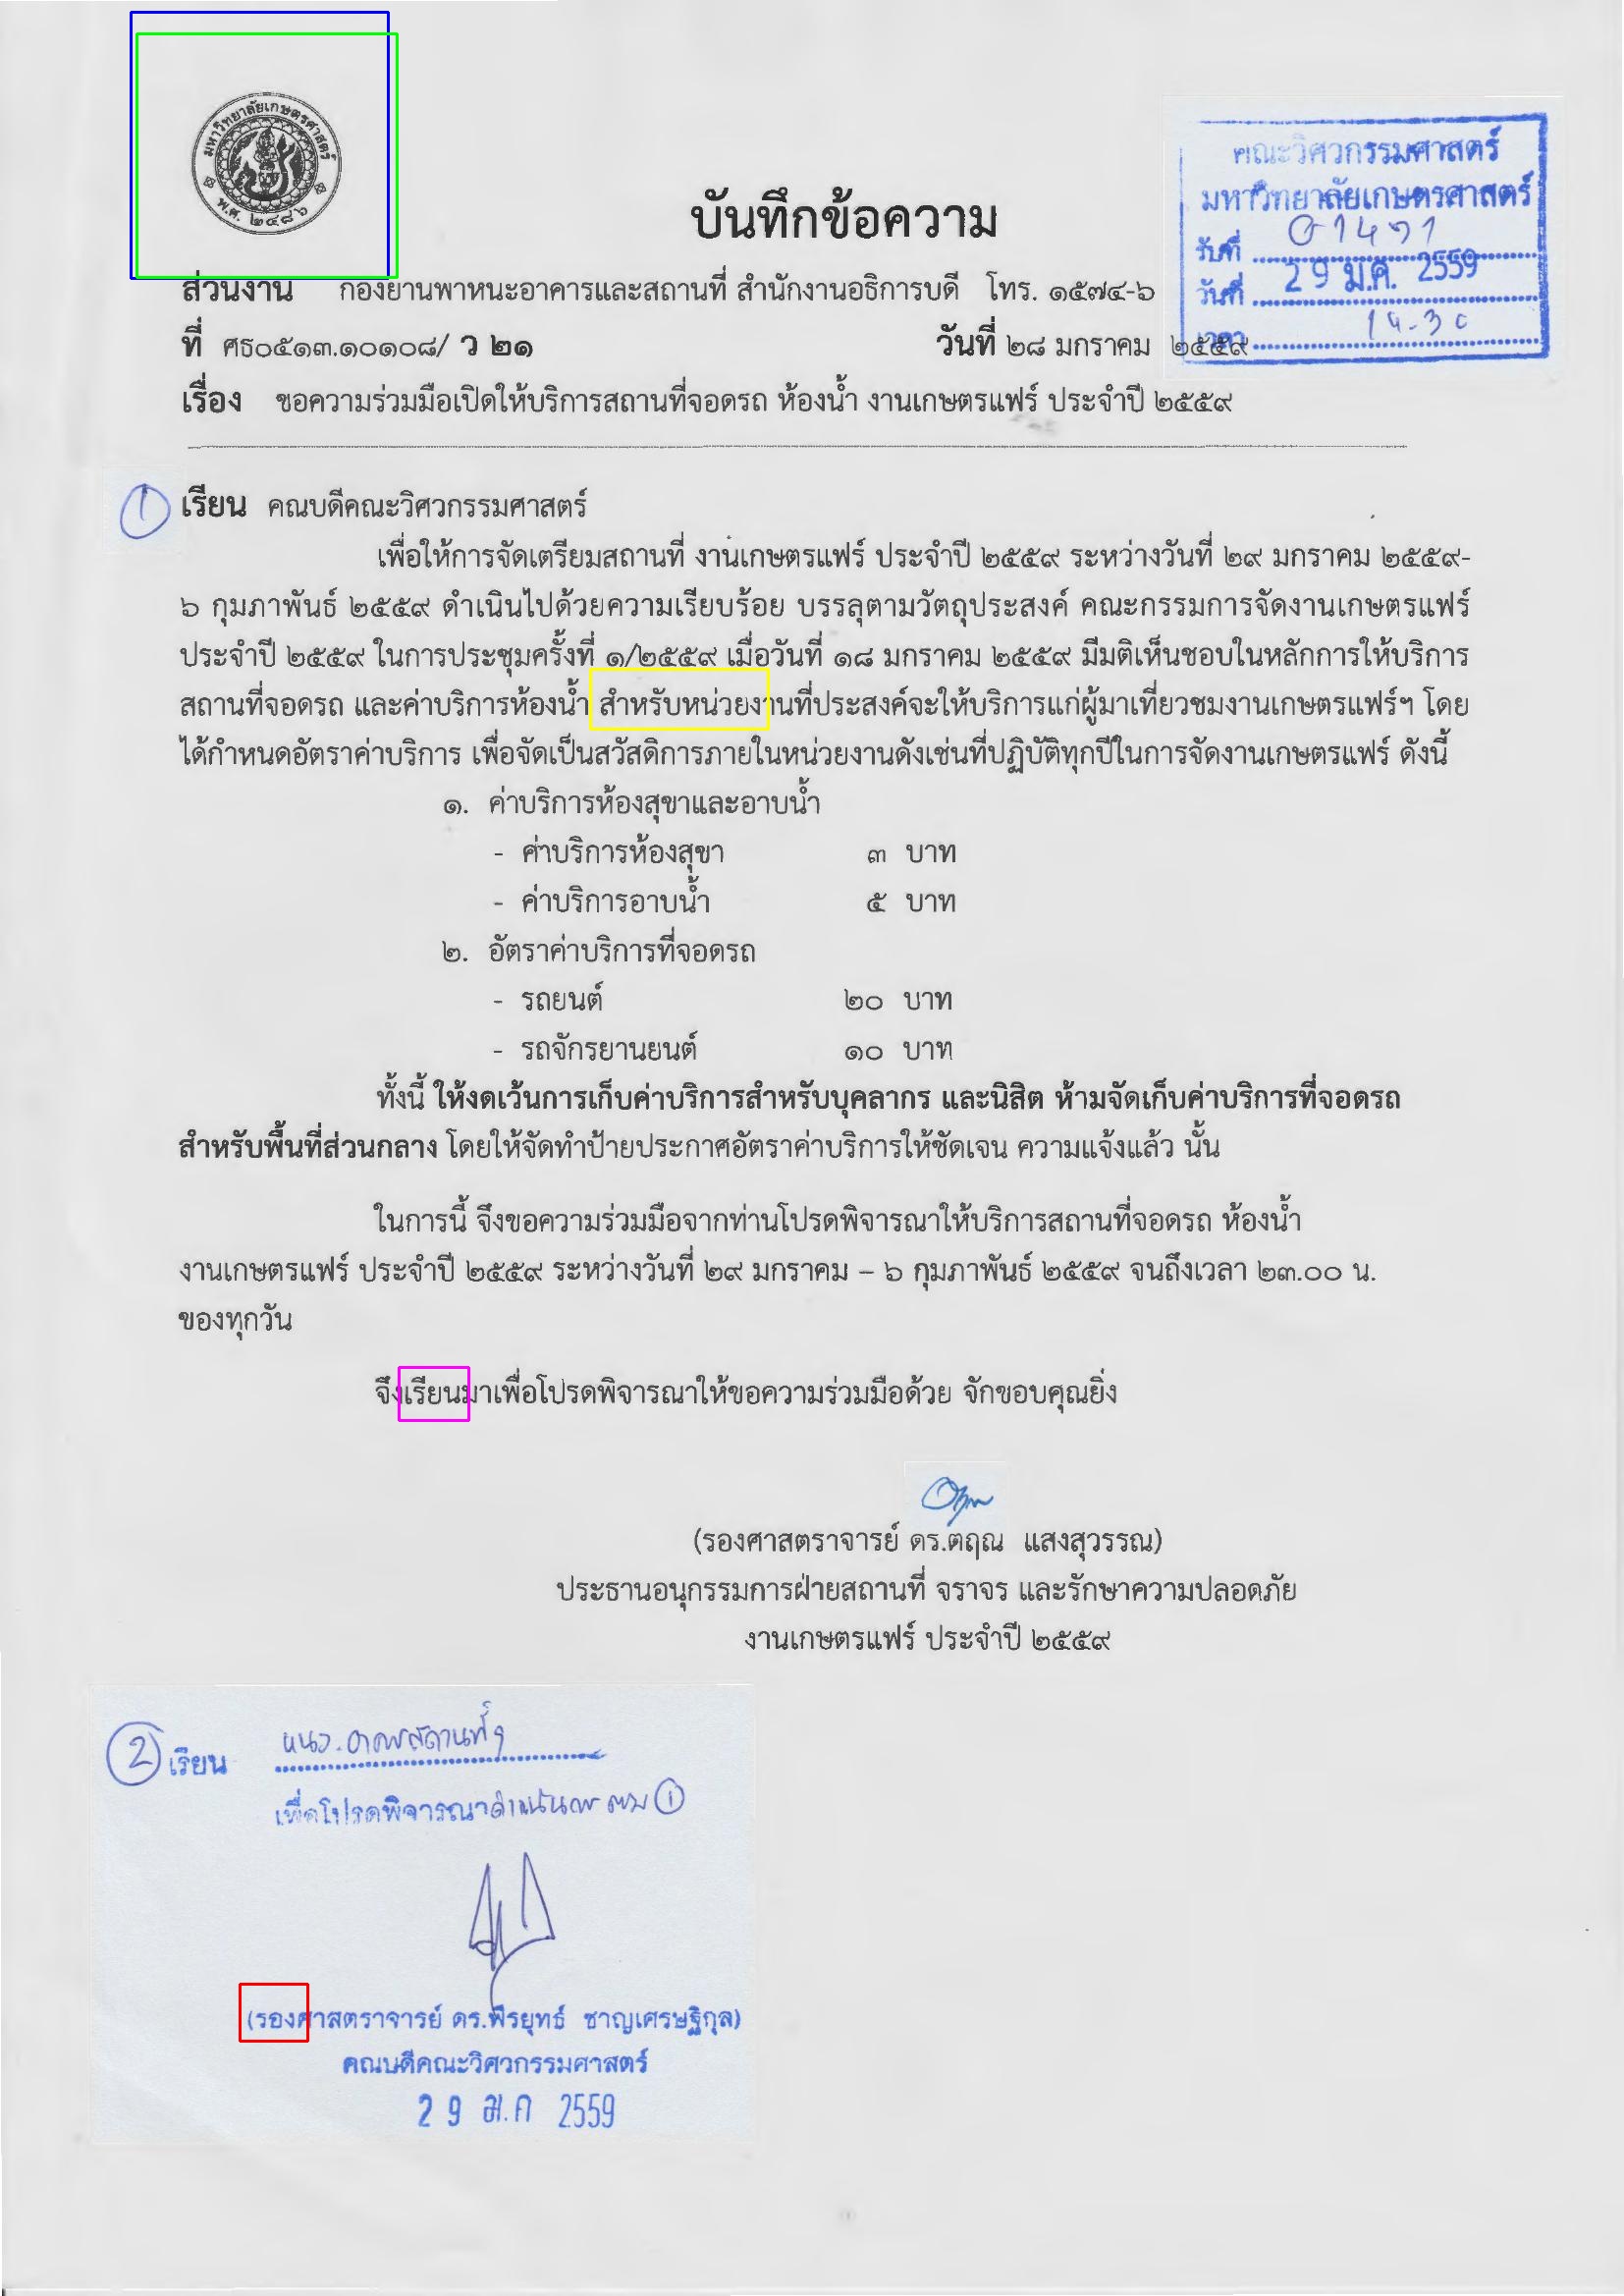 มหาวิทยาลัยเกษตรศาสตร์
พ.ศ. ๒๔๘๖
คณะวิศวกรรมศาสตร์
มหาวิทยาลัยเกษตรศาสตร์
รับที่
วันที่ 29 ม.ค. 2559
เวลา 14-30
บันทึกข้อความ
ส่วนงาน กองยานพาหนะอาคารและสถานที่ สำนักงานอธิการบดี โทร. ๑๕๗๔-๖
ที่ ศธ๐๕๑๓.๑๐๑๐๘/ ว ๒๑ วันที่ ๒๘ มกราคม ๒๕๕๙
เรื่อง ขอความร่วมมือเปิดให้บริการสถานที่จอดรถ ห้องน้ำ งานเกษตรแฟร์ ประจำปี ๒๕๕๙
1 เรียน คณบดีคณะวิศวกรรมศาสตร์
เพื่อให้การจัดเตรียมสถานที่ งานเกษตรแฟร์ ประจำปี ๒๕๕๙ ระหว่างวันที่ ๒๙ มกราคม ๒๕๕๙-
๖ กุมภาพันธ์ ๒๕๕๙ ดำเนินไปด้วยความเรียบร้อย บรรลุตามวัตถุประสงค์ คณะกรรมการจัดงานเกษตรแฟร์
ประจำปี ๒๕๕๙ ในการประชุมครั้งที่ ๑/๒๕๕๙ เมื่อวันที่ ๑๘ มกราคม ๒๕๕๙ มีมติเห็นชอบในหลักการให้บริการ
สถานที่จอดรถ และค่าบริการห้องน้ำ สำหรับหน่วยงานที่ประสงค์จะให้บริการแก่ผู้มาเที่ยวชมงานเกษตรแฟร์ฯ โดย
ได้กำหนดอัตราค่าบริการ เพื่อจัดเป็นสวัสดิการภายในหน่วยงานดังเช่นที่ปฏิบัติทุกปีในการจัดงานเกษตรแฟร์ ดังนี้
๑. ค่าบริการห้องสุขาและอาบน้ำ
- ค่าบริการห้องสุขา ๓ บาท
- ค่าบริการอาบน้ำ ๕ บาท
๒. อัตราค่าบริการที่จอดรถ
- รถยนต์ ๒๐ บาท
- รถจักรยานยนต์ ๑๐ บาท
ทั้งนี้ ให้งดเว้นการเก็บค่าบริการสำหรับบุคลากร และนิสิต ห้ามจัดเก็บค่าบริการที่จอดรถ
สำหรับพื้นที่ส่วนกลาง โดยให้จัดทำป้ายประกาศอัตราค่าบริการให้ชัดเจน ความแจ้งแล้ว นั้น
ในการนี้ จึงขอความร่วมมือจากท่านโปรดพิจารณาให้บริการสถานที่จอดรถ ห้องน้ำ
งานเกษตรแฟร์ ประจำปี ๒๕๕๙ ระหว่างวันที่ ๒๙ มกราคม – ๖ กุมภาพันธ์ ๒๕๕๙ จนถึงเวลา ๒๓.๐๐ น.
ของทุกวัน
จึงเรียนมาเพื่อโปรดพิจารณาให้ขอความร่วมมือด้วย จักขอบคุณยิ่ง
(รองศาสตราจารย์ ดร.ตฤณ แสงสุวรรณ)
ประธานอนุกรรมการฝ่ายสถานที่ จราจร และรักษาความปลอดภัย
งานเกษตรแฟร์ ประจำปี ๒๕๕๙
2 เรียน
เพื่อโปรดพิจารณาดำเนินการ ตาม 1
(รองศาสตราจารย์ ดร.พีรยุทธ์ ชาญเศรษฐิกุล)
คณบดีคณะวิศวกรรมศาสตร์
29 ม.ค 2559